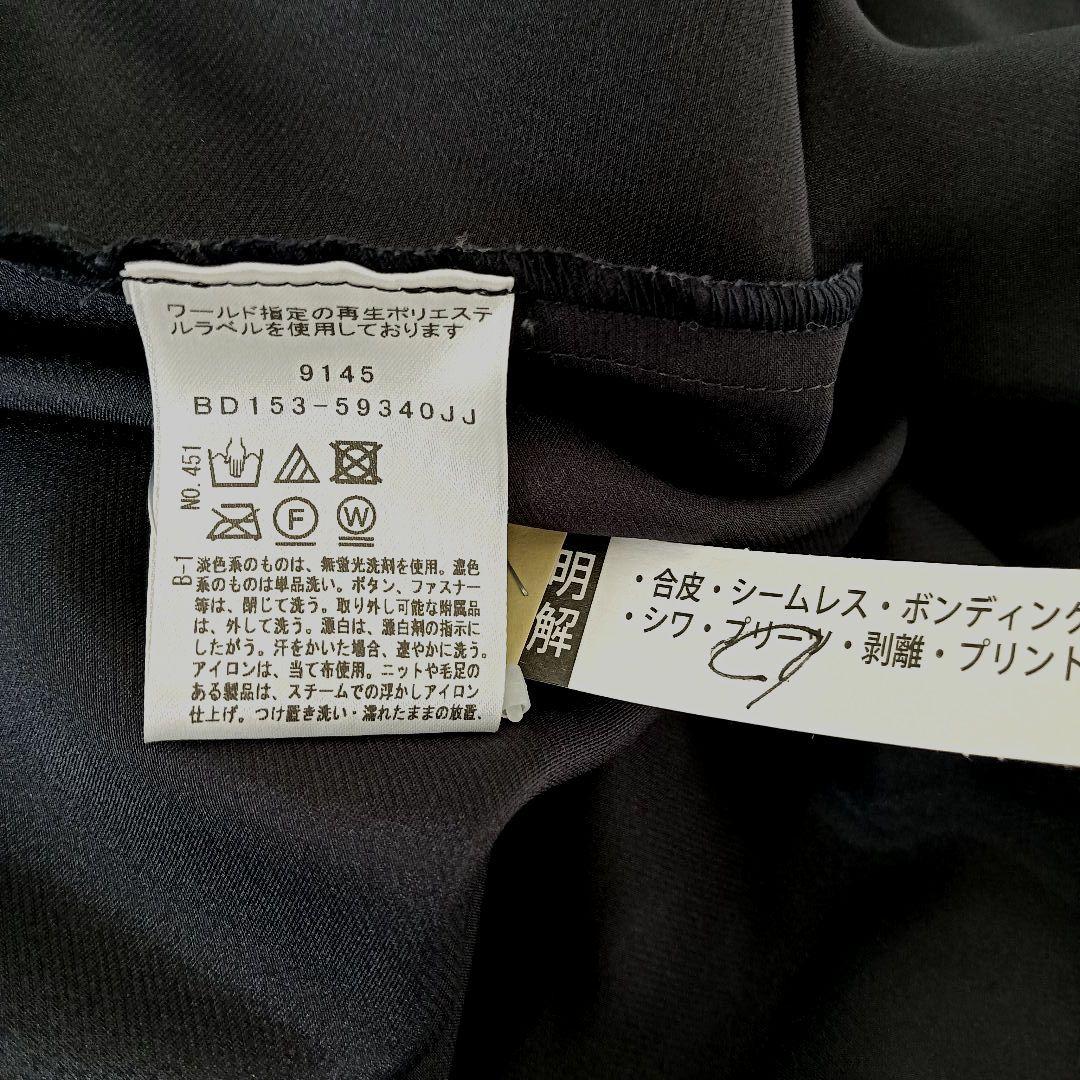 ワールド指定の再生ポリエステ
ルラベルを使用しております
9145
BD153-59340JJ
NO.451
F
W
B-1
淡色系のものは、無蛍光洗剤を使用。濃色
系のものは単品洗い。ボタン、ファスナー
等は、閉じて洗う。取り外し可能な附属品
は、外して洗う。漂白は、漂白剤の指示に
したがう。汗をかいた場合、速やかに洗う。
アイロンは、当て布使用。ニットや毛足の
ある製品は、スチームでの浮かしアイロン
仕上げ。つけ置き洗い・濡れたままの放置、
明解
・合皮・シームレス・ボンディング
・シワ・プリーツ・剥離・プリント